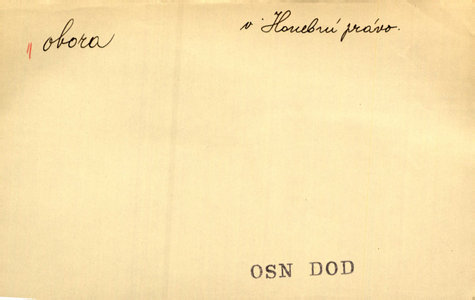 obora
v. Honební právo.
OSN DOD